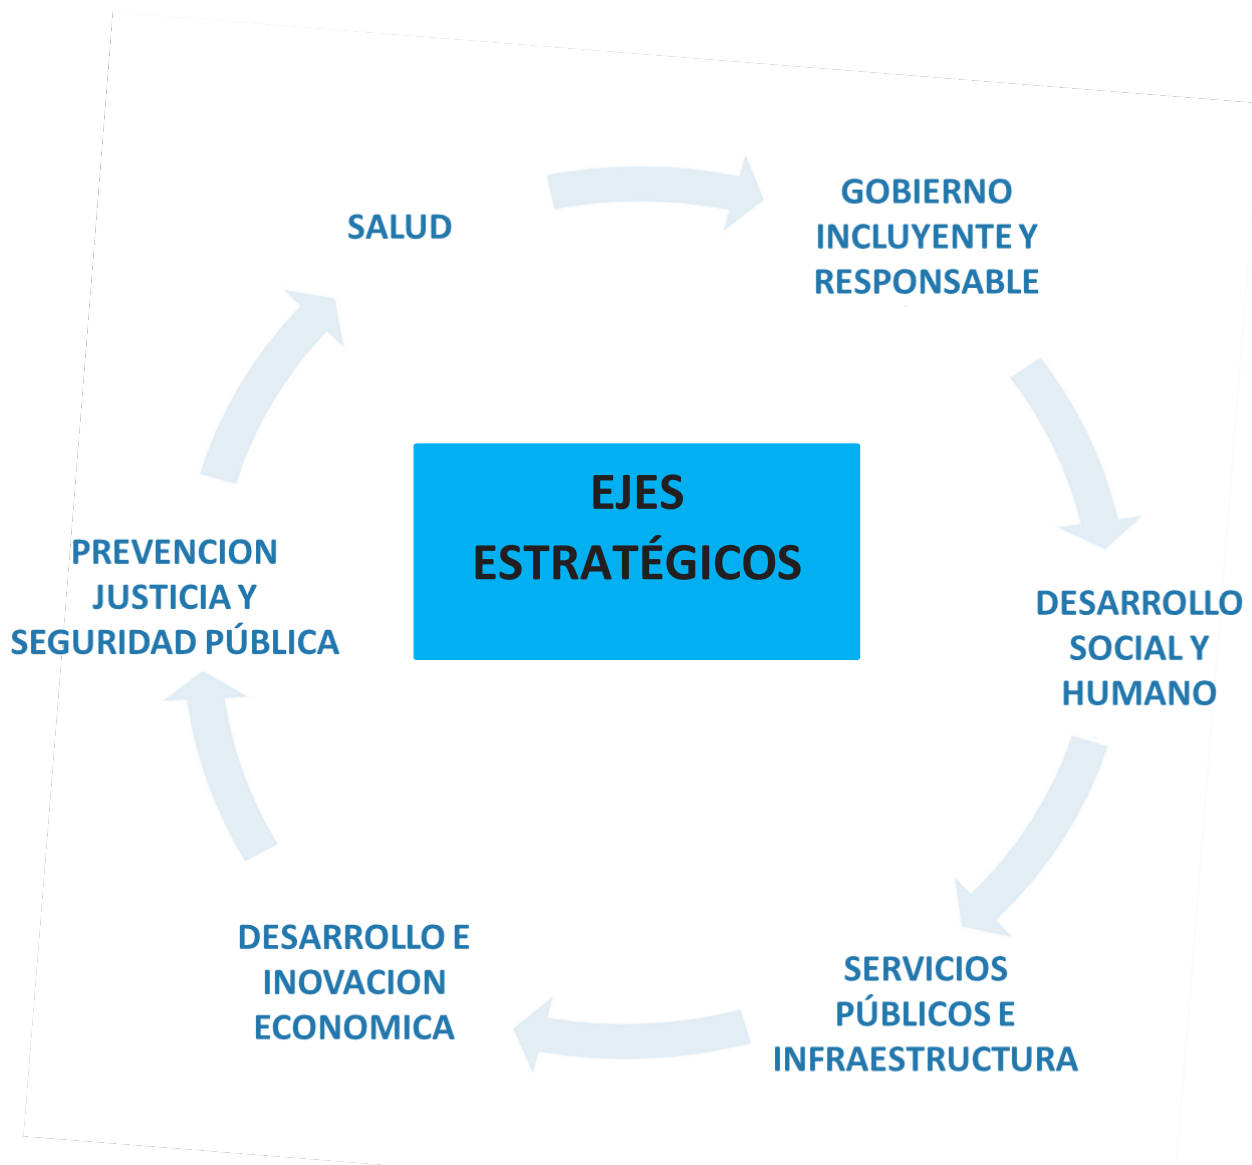 SALUD
GOBIERNO
INCLUYENTE Y
RESPONSABLE
EJES
ESTRATÉGICOS
PREVENCION
JUSTICIA Y
SEGURIDAD PÚBLICA
DESARROLLO
SOCIAL Y
HUMANO
DESARROLLO E
INOVACION
ECONOMICA
SERVICIOS
PÚBLICOS E
INFRAESTRUCTURA